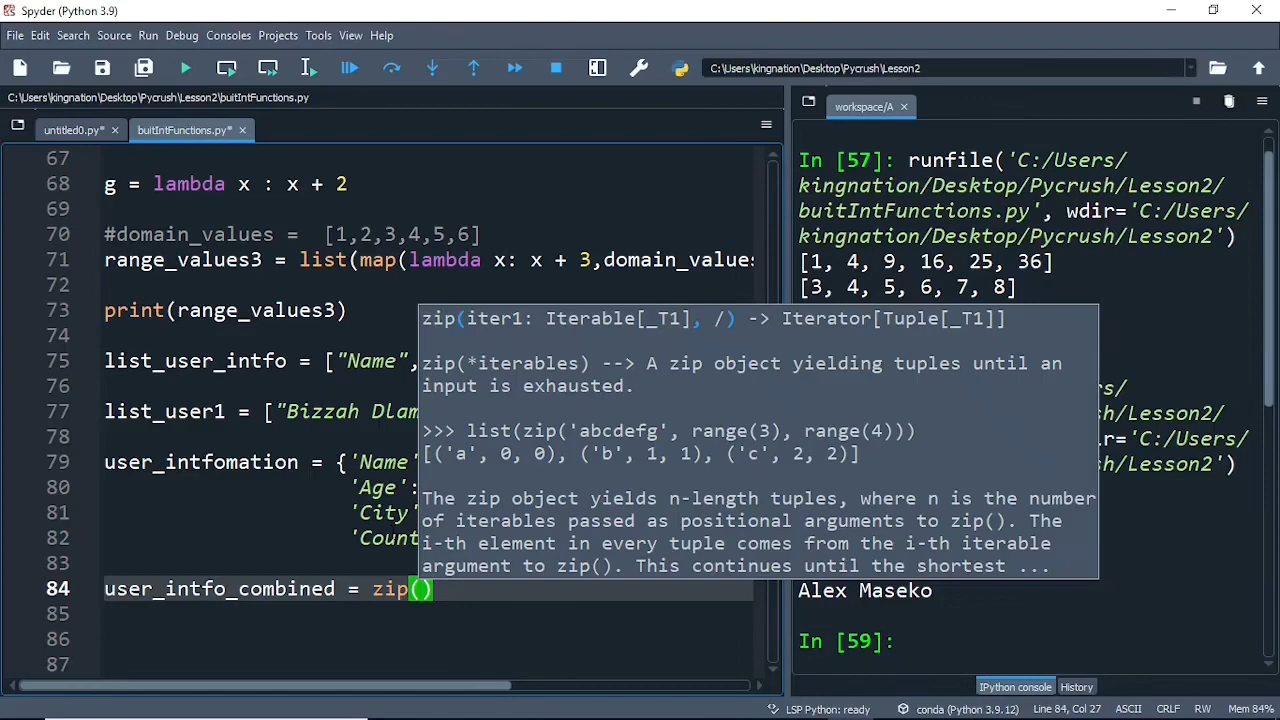 Spyder (Python 3.9)
File Edit Search Source Run Debug Consoles Projects Tools View Help
C:\Users\kingnation\Desktop\Pycrush\Lesson2
C:\Users\kingnation\Desktop\Pycrush\Lesson2\buitIntFunctions.py
untitled0.py*
buitIntFunctions.py*
67
68 g = lambda x : x + 2
69
70 #domain_values = [1,2,3,4,5,6]
71 range_values3 = list(map(lambda x: x + 3,domain_values
72
73 print(range_values3)
74
75 list_user_intfo = ["Name",
76
77 list_user1 = ["Bizzah Dlam
78
79 user_intfomation = {'Name'
80 'Age':
81 'City'
82 'Count
83
84 user_intfo_combined = zip()
85
86
87
zip(iter1: Iterable[_T1], /) -> Iterator[Tuple[_T1]]
zip(*iterables) --> A zip object yielding tuples until an
input is exhausted.
>>> list(zip('abcdefg', range(3), range(4)))
[('a', 0, 0), ('b', 1, 1), ('c', 2, 2)]
The zip object yields n-length tuples, where n is the number
of iterables passed as positional arguments to zip(). The
i-th element in every tuple comes from the i-th iterable
argument to zip(). This continues until the shortest ...
workspace/A
In [57]: runfile('C:/Users/
kingnation/Desktop/Pycrush/Lesson2/
buitIntFunctions.py', wdir='C:/Users/
kingnation/Desktop/Pycrush/Lesson2')
[1, 4, 9, 16, 25, 36]
[3, 4, 5, 6, 7, 8]
s/
ush/Lesson2/
ir='C:/Users/
ush/Lesson2')
Alex Maseko
In [59]:
IPython console History
LSP Python: ready conda (Python 3.9.12) Line 84, Col 27 ASCII CRLF RW Mem 84%